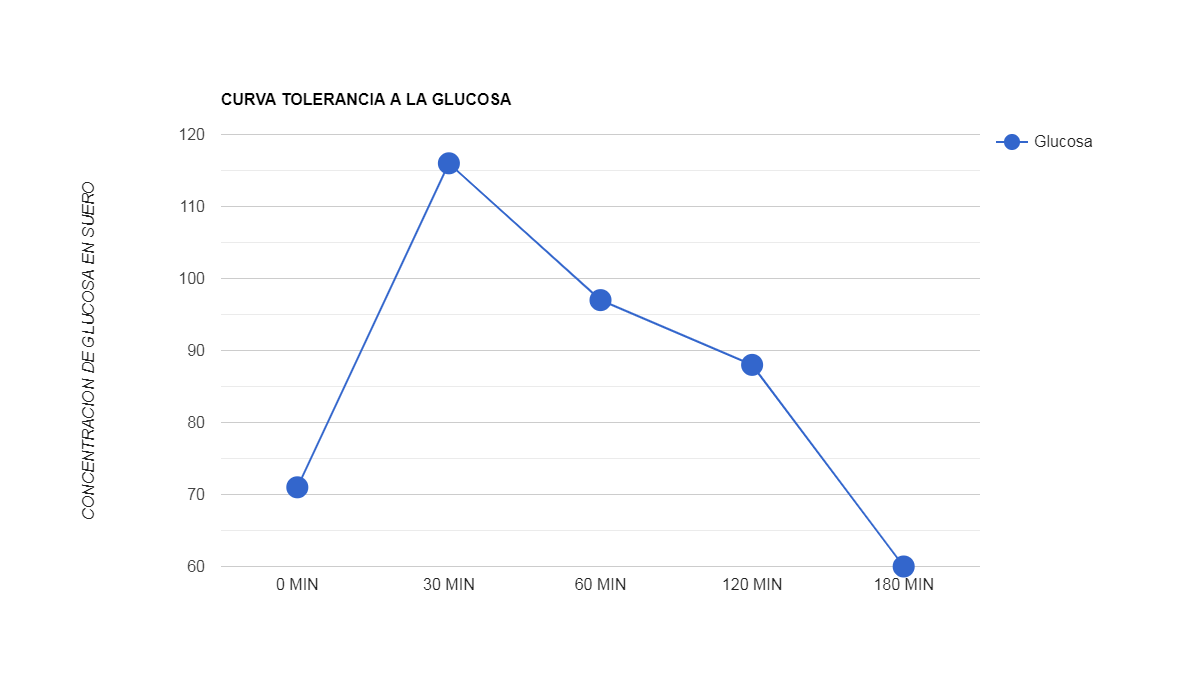 CURVA TOLERANCIA A LA GLUCOSA
120
110
100
90
80
70
60
CONCENTRACION DE GLUCOSA EN SUERO
0 MIN
30 MIN
60 MIN
120 MIN
180 MIN
Glucosa